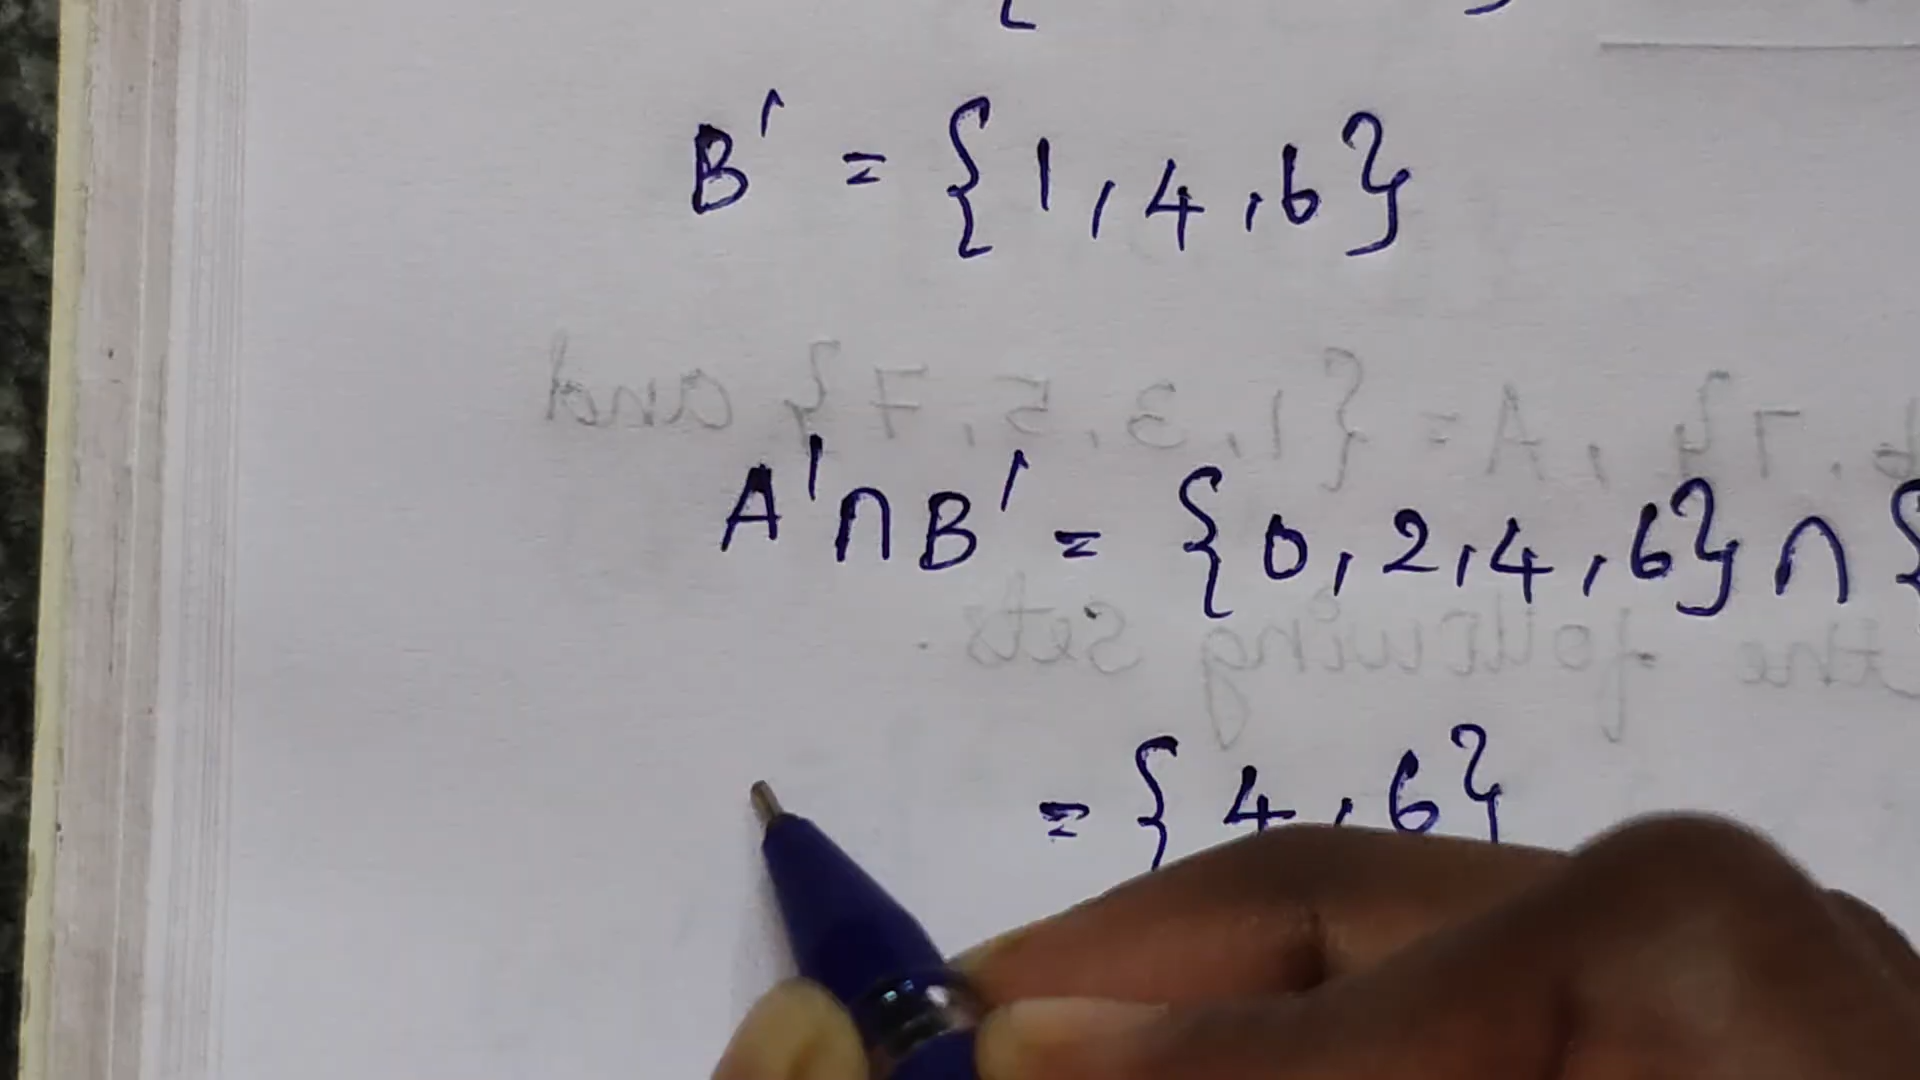 B' = {1, 4, 6}
A'∩B' = {0, 2, 4, 6} ∩ {
= {4, 6}